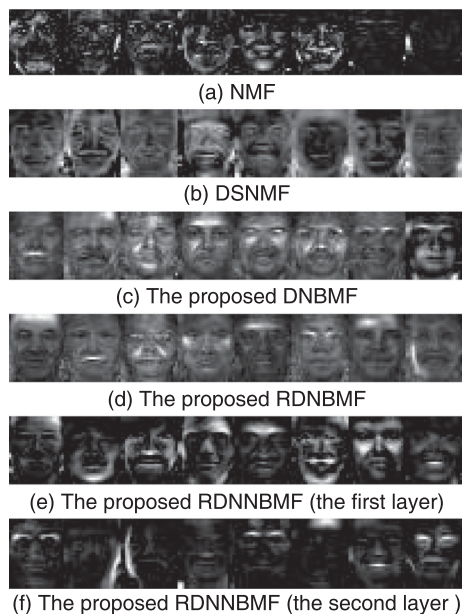 (a) NMF
(b) DSNMF
(c) The proposed DNBMF
(d) The proposed RDNBMF
(e) The proposed RDNNBMF (the first layer)
(f) The proposed RDNNBMF (the second layer )